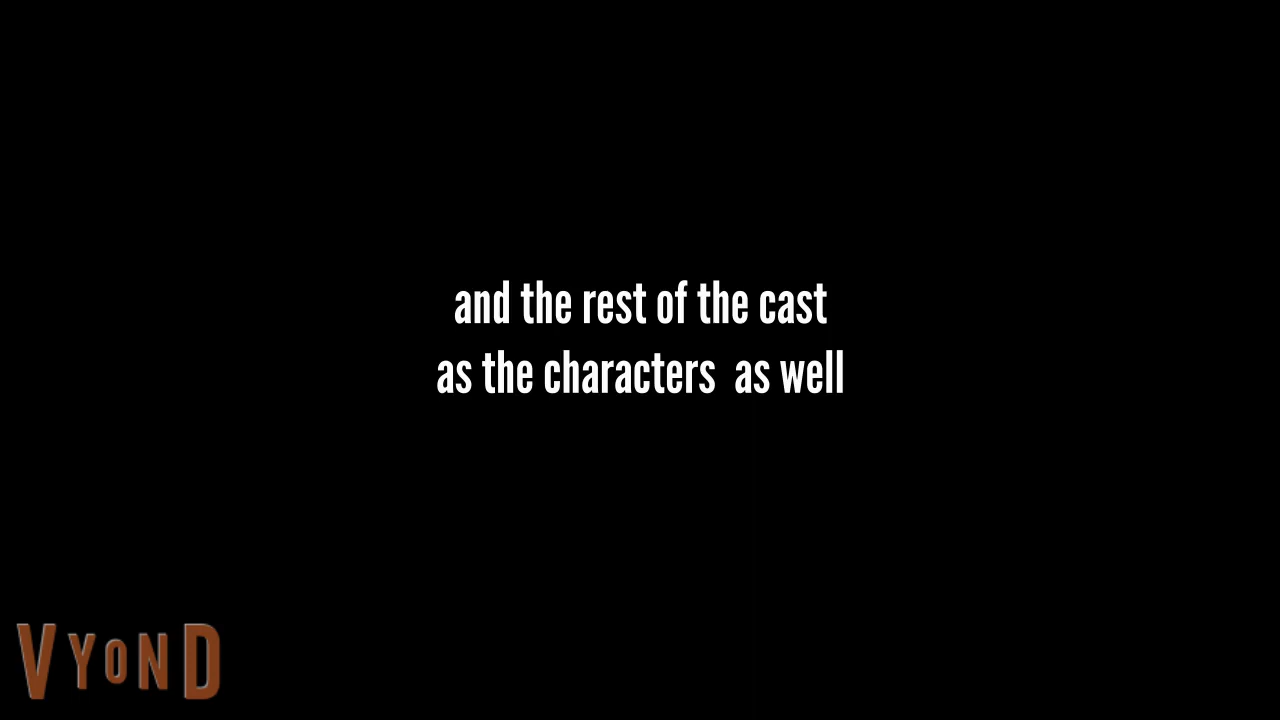 and the rest of the cast
as the characters  as well
VYOND